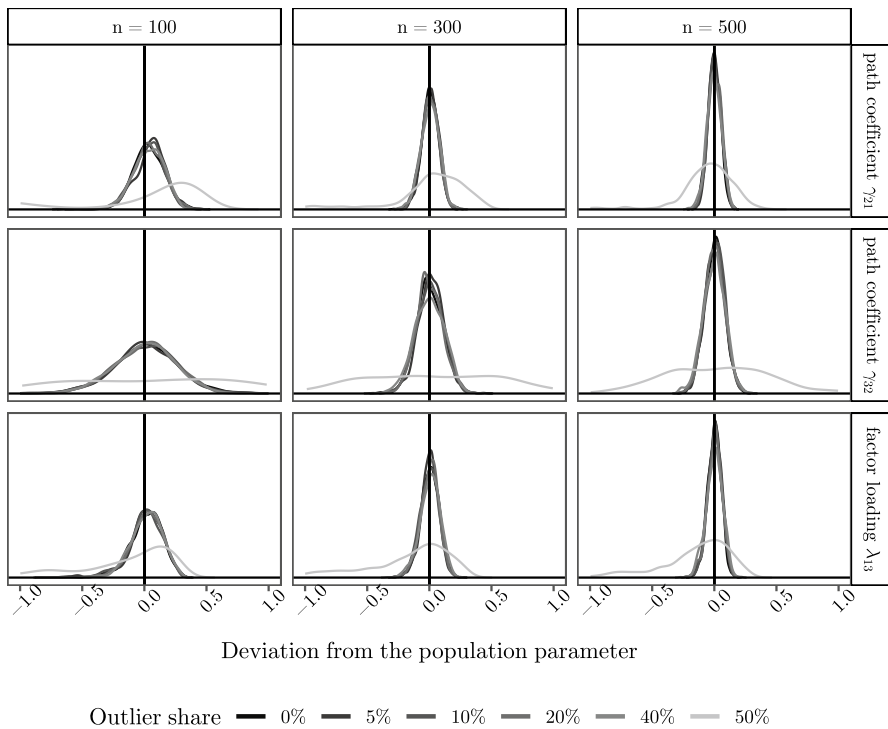 n = 100
n = 300
n = 500
path coefficient γ21
path coefficient γ32
factor loading λ13
−1.0 −0.5 0.0 0.5 1.0
−1.0 −0.5 0.0 0.5 1.0
−1.0 −0.5 0.0 0.5 1.0
Deviation from the population parameter
Outlier share 0% 5% 10% 20% 40% 50%